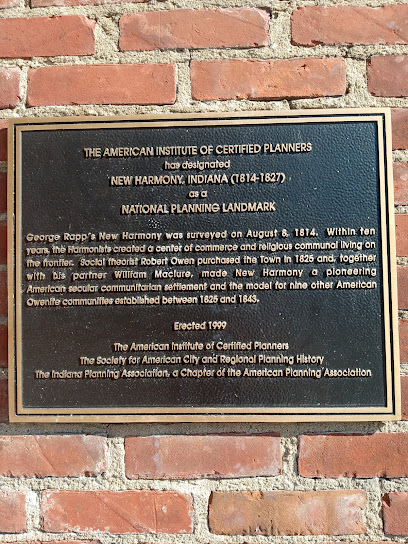 THE AMERICAN INSTITUTE OF CERTIFIED PLANNERS
has designated
NEW HARMONY, INDIANA (1814-1827)
as a
NATIONAL PLANNING LANDMARK
George Rapp's New Harmony was surveyed on August 8, 1814. Within ten
years, the Harmonists created a center of commerce and religious communal living on
the frontier. Social Theorist Robert Owen purchased the Town in 1825 and, together
with his partner William Maclure, made New Harmony a pioneering
American secular communitarian settlement and the model for nine other American
Owenite communities established between 1825 and 1843.
Erected 1999
The American Institute of Certified Planners
The Society for American City and Regional Planning History
The Indiana Planning Association, a Chapter of the American Planning Association